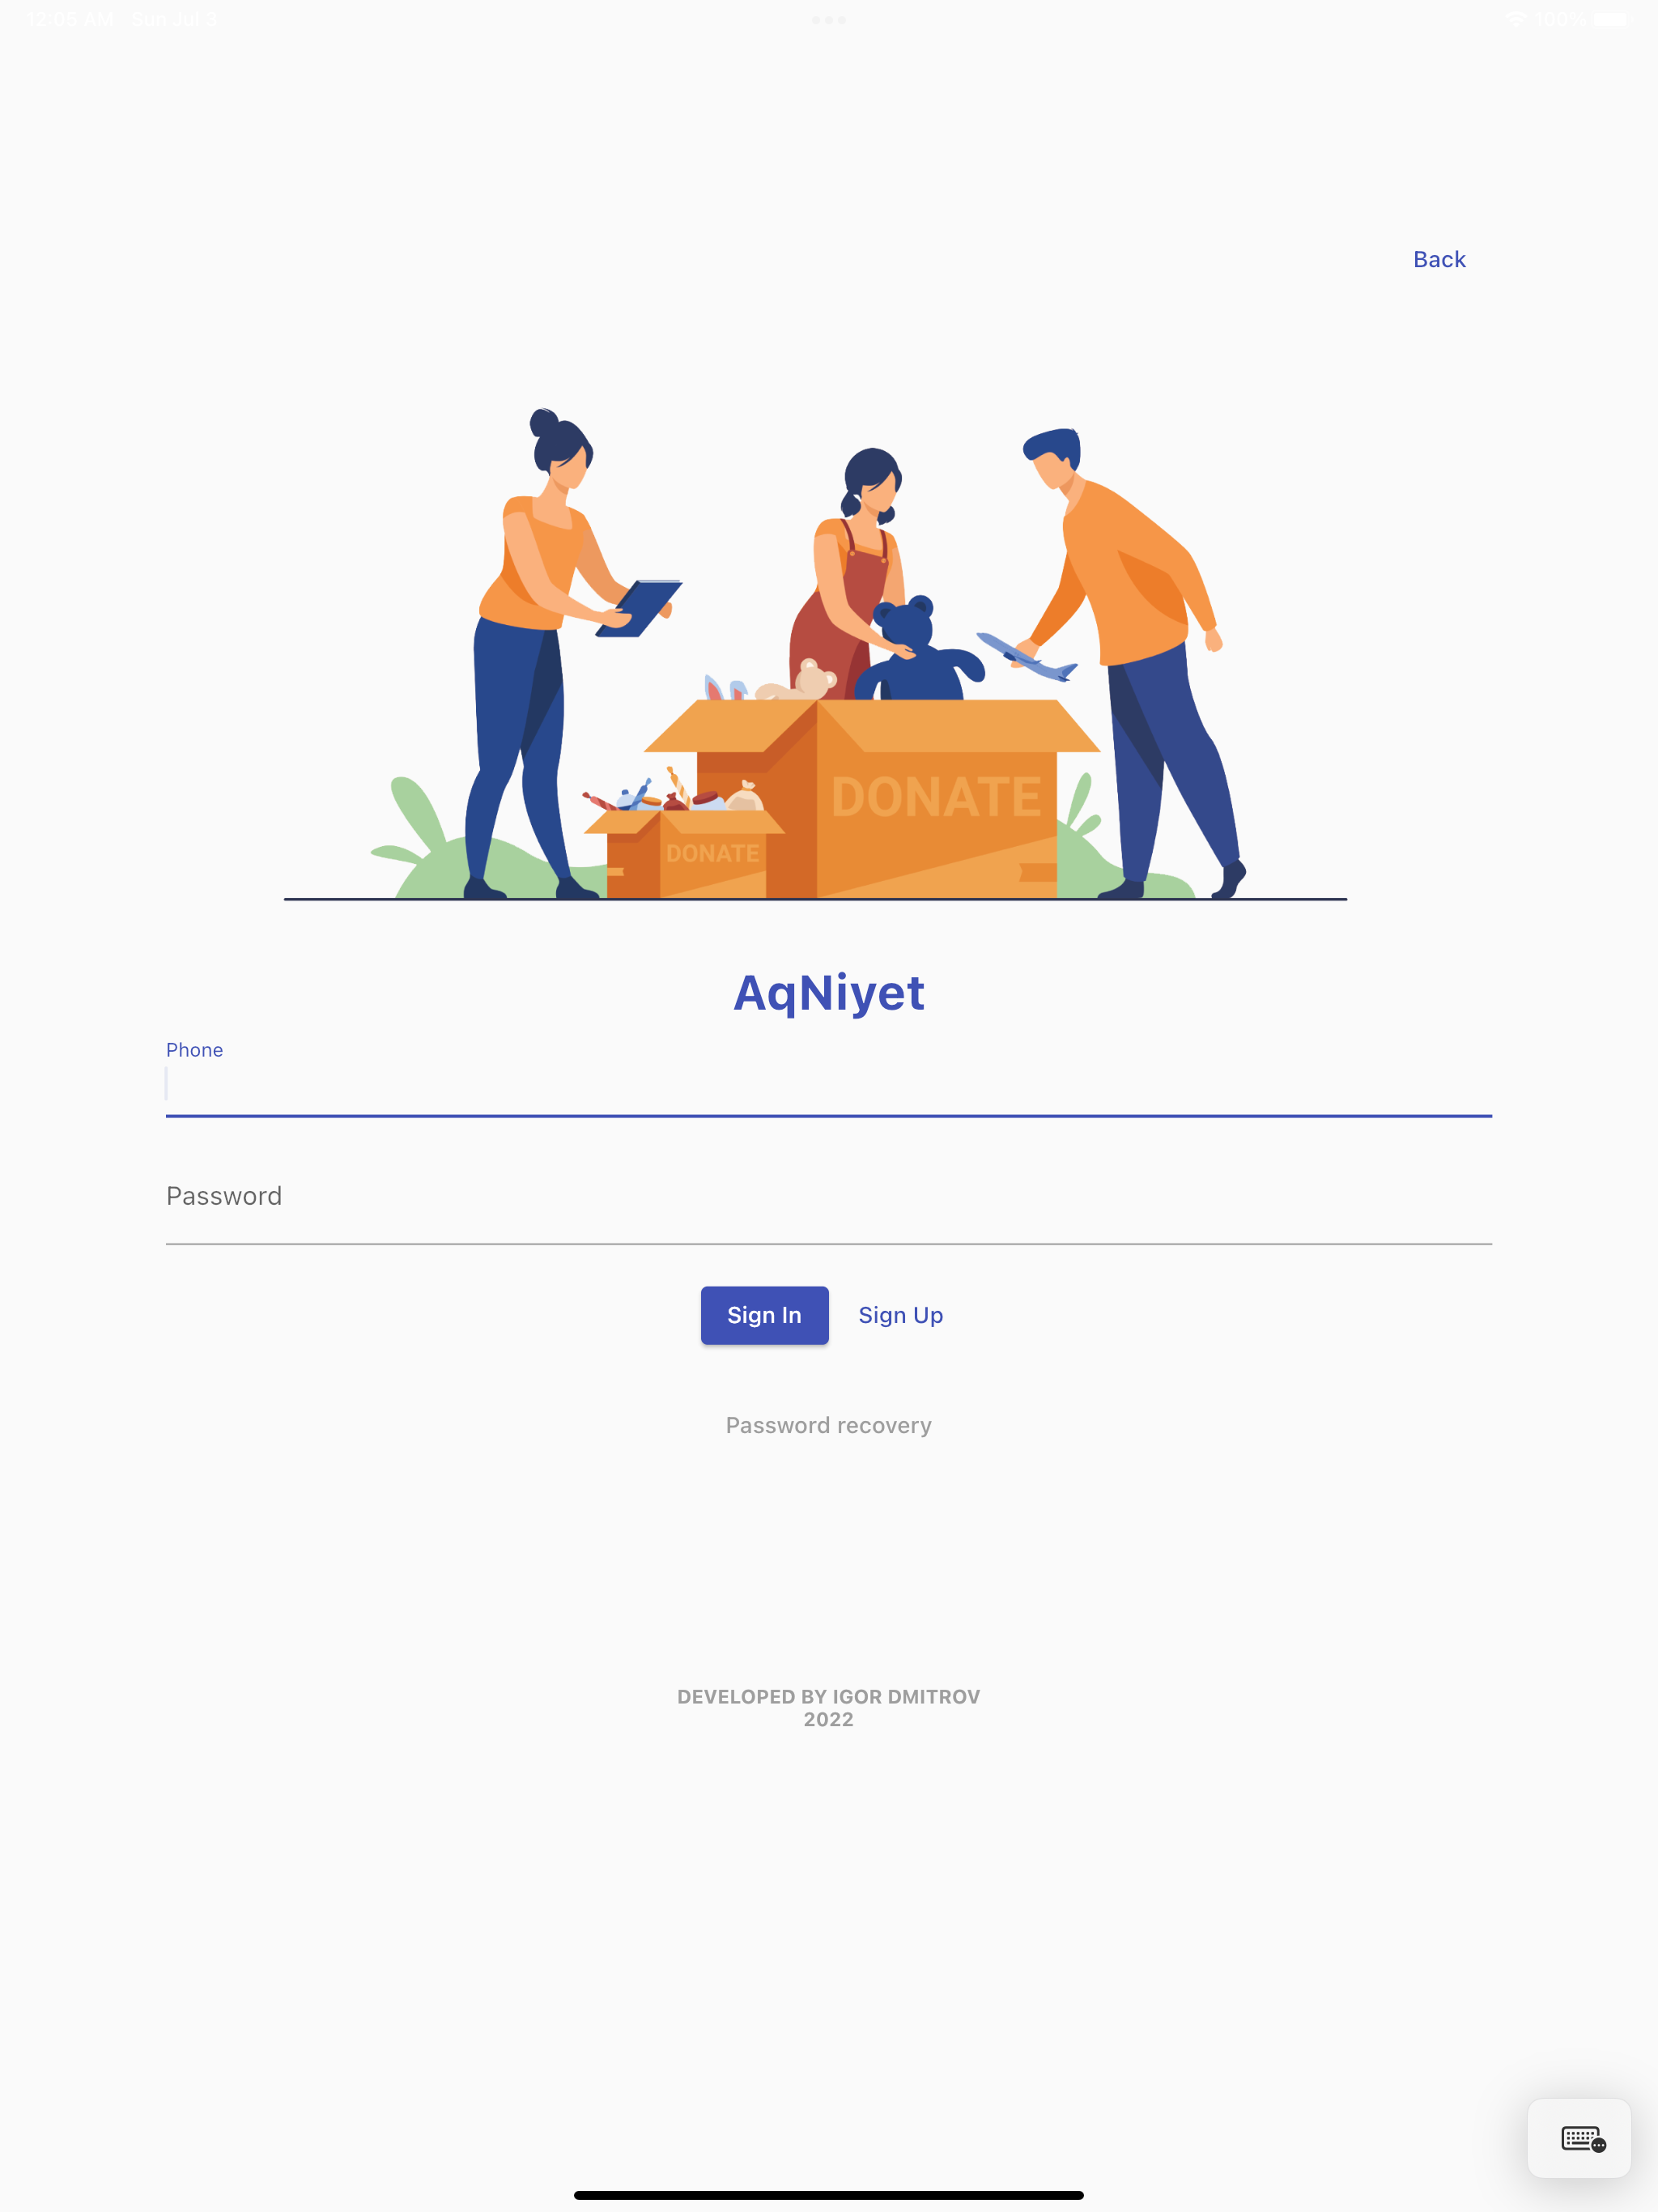 12:05 AM Sun Jul 3
100%
Back
DONATE
DONATE
AqNiyet
Phone
Password
Sign In
Sign Up
Password recovery
DEVELOPED BY IGOR DMITROV
2022